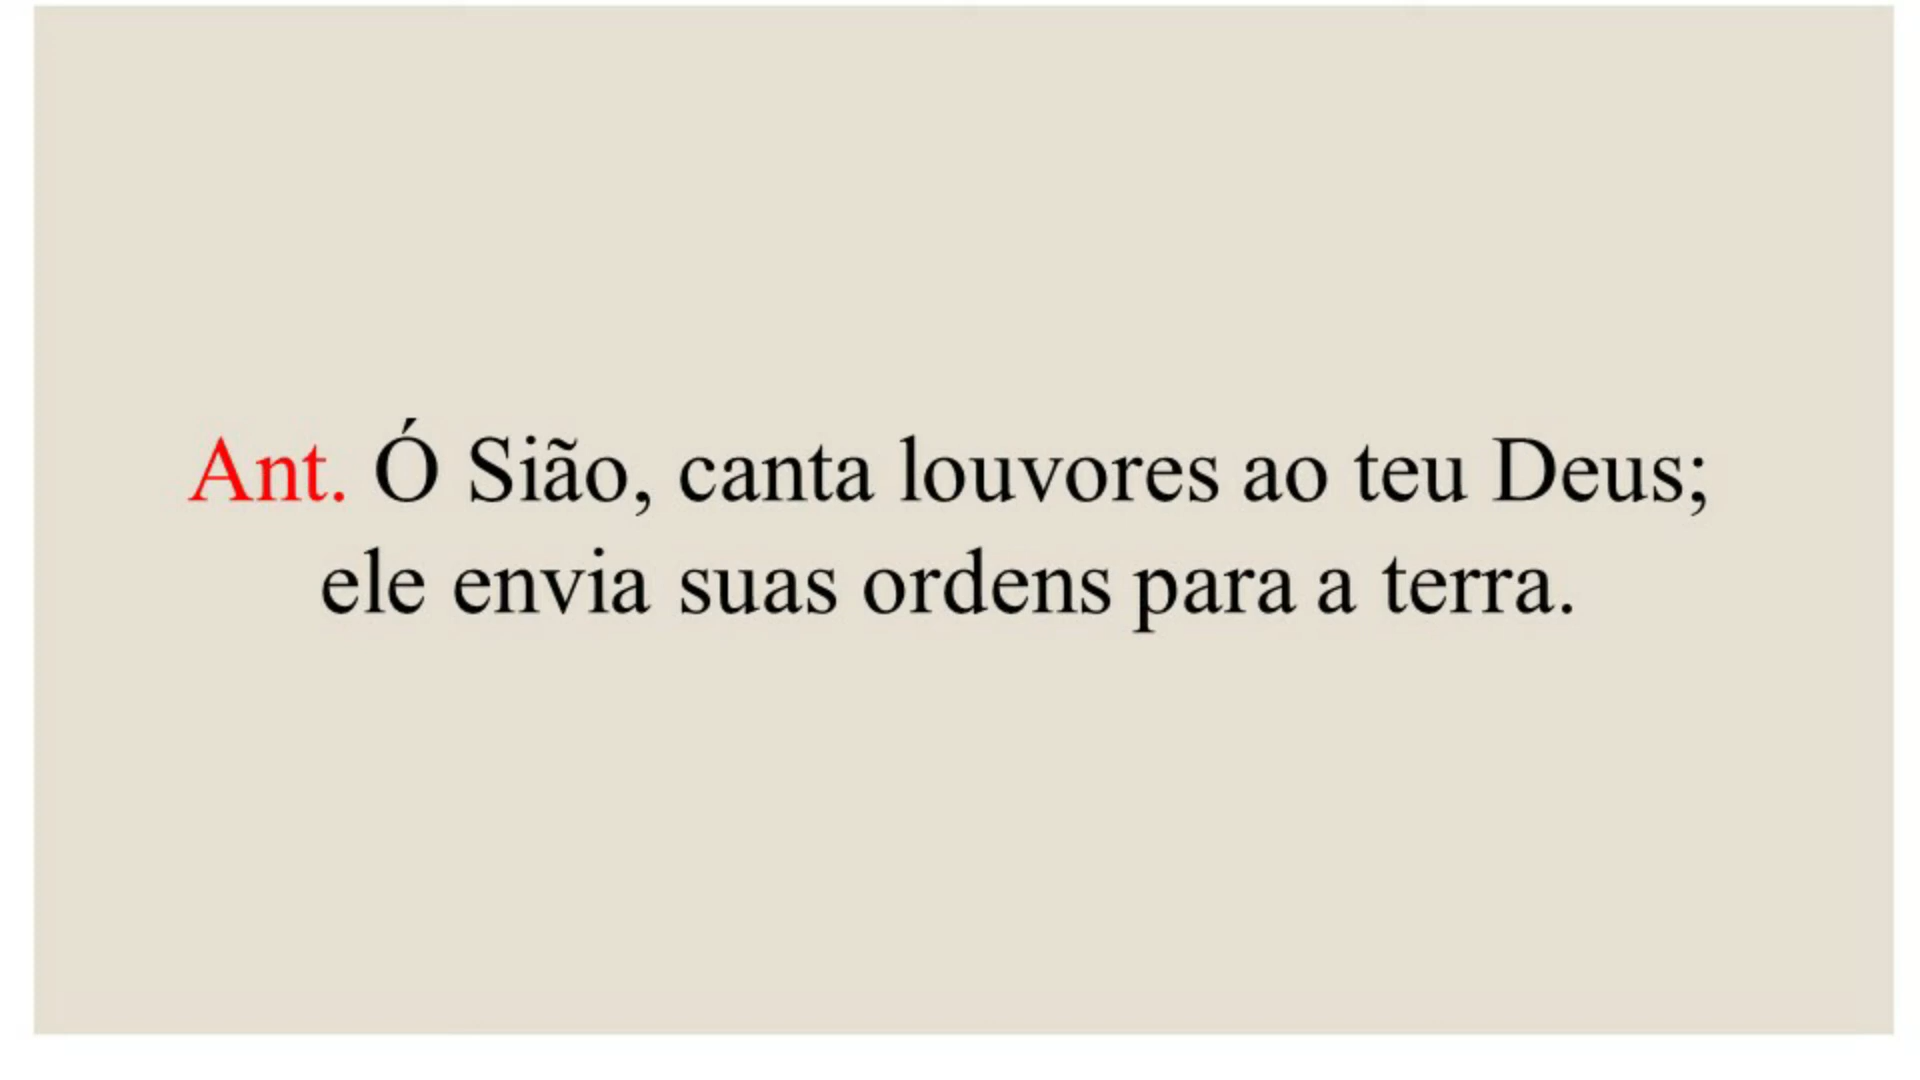 Ant. Ó Sião, canta louvores ao teu Deus;
ele envia suas ordens para a terra.